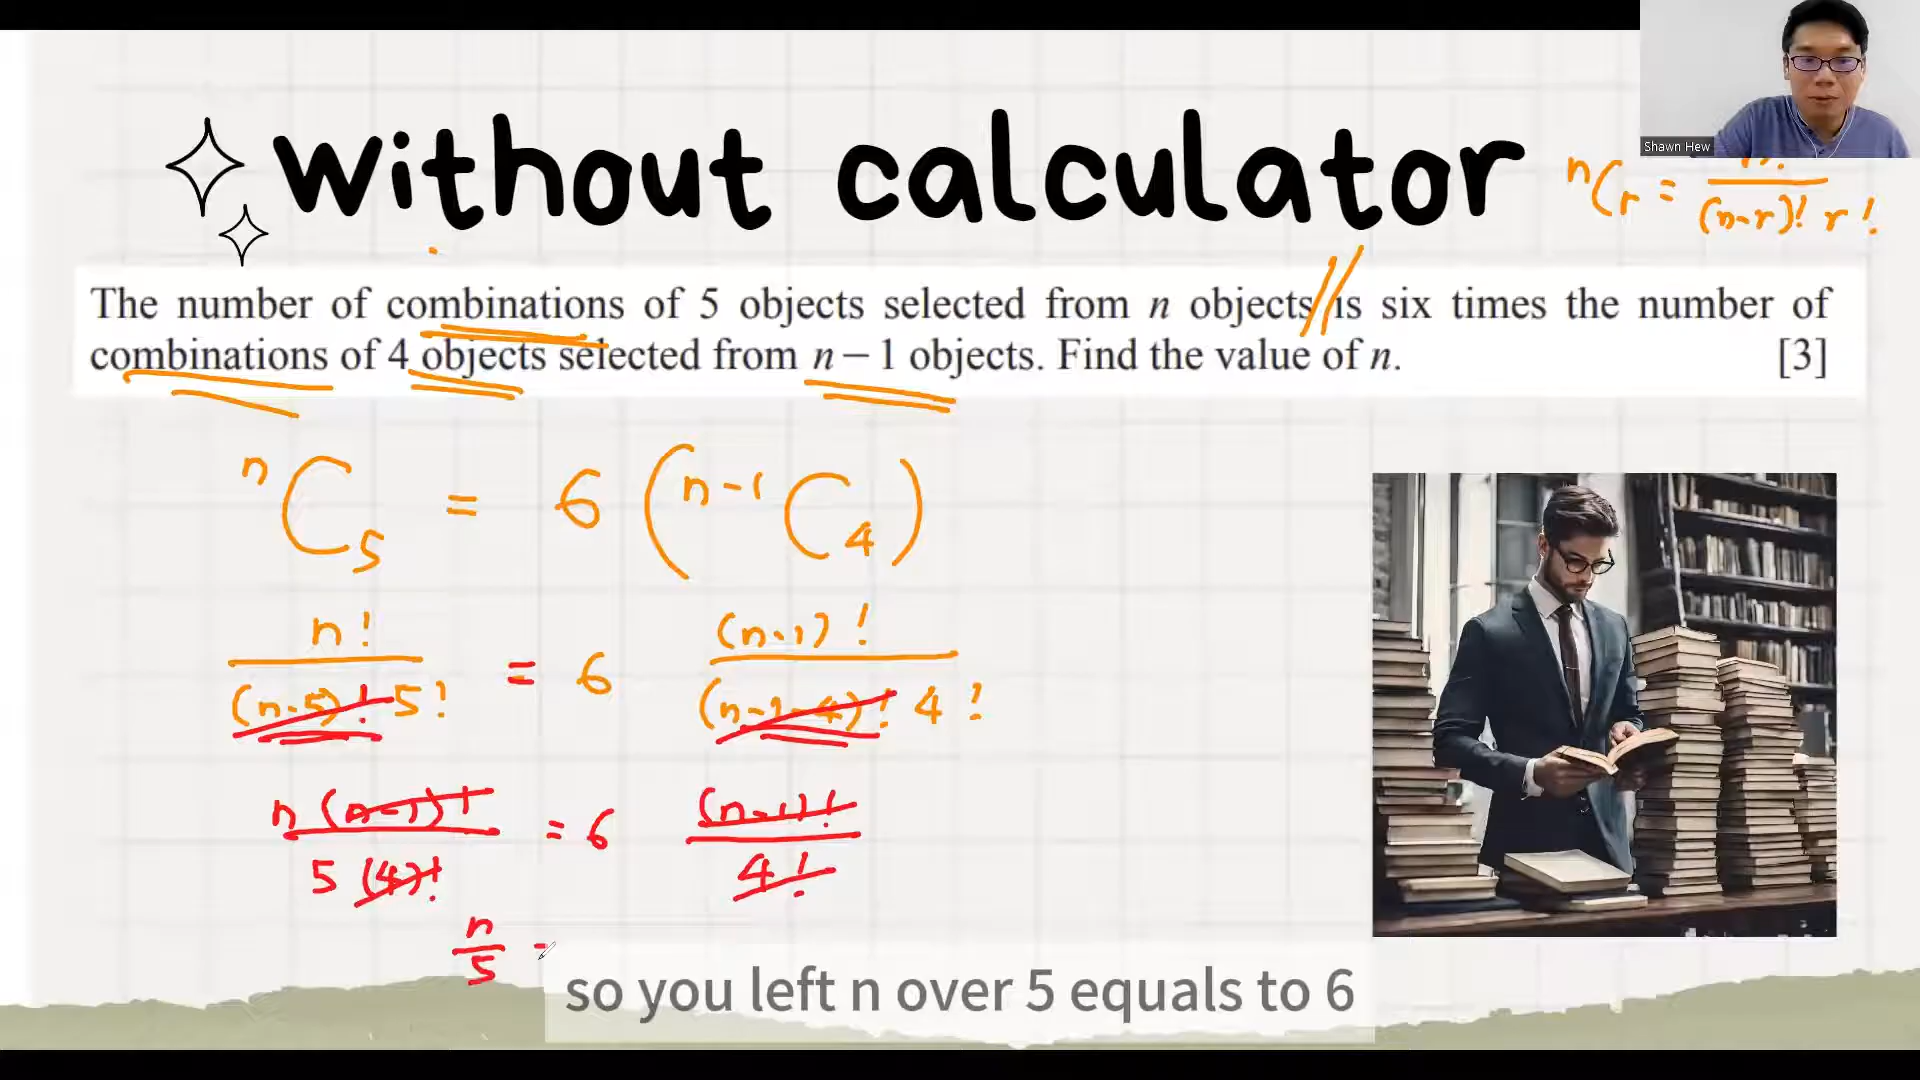 without calculator
Shawn Hew
nCr =
(n-r)! r!
The number of combinations of 5 objects selected from n objects is six times the number of
combinations of 4 objects selected from n – 1 objects. Find the value of n. [3]
n C 5 = 6 ( n-1 C 4 )
n! (n-1)!
= 6
(n-5)! 5! (n-1-4)! 4!
n (n-1)! (n-1)!
= 6
5 (4)! 4!
n
5
so you left n over 5 equals to 6